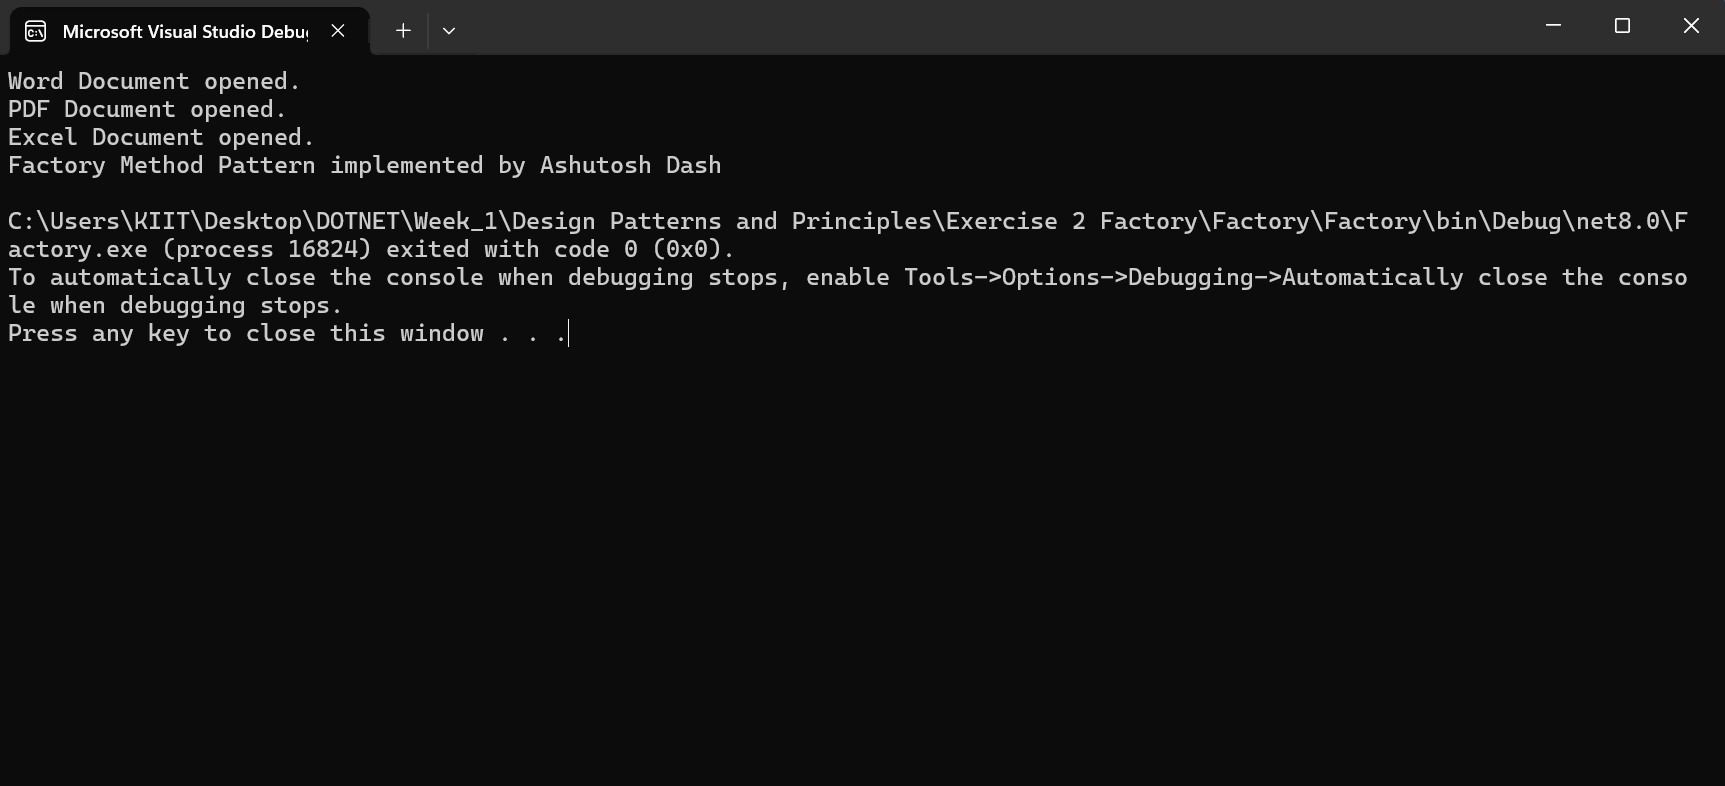 Microsoft Visual Studio Debu
Word Document opened.
PDF Document opened.
Excel Document opened.
Factory Method Pattern implemented by Ashutosh Dash
C:\Users\KIIT\Desktop\DOTNET\Week_1\Design Patterns and Principles\Exercise 2 Factory\Factory\Factory\bin\Debug\net8.0\F
actory.exe (process 16824) exited with code 0 (0x0).
To automatically close the console when debugging stops, enable Tools->Options->Debugging->Automatically close the conso
le when debugging stops.
Press any key to close this window . . .